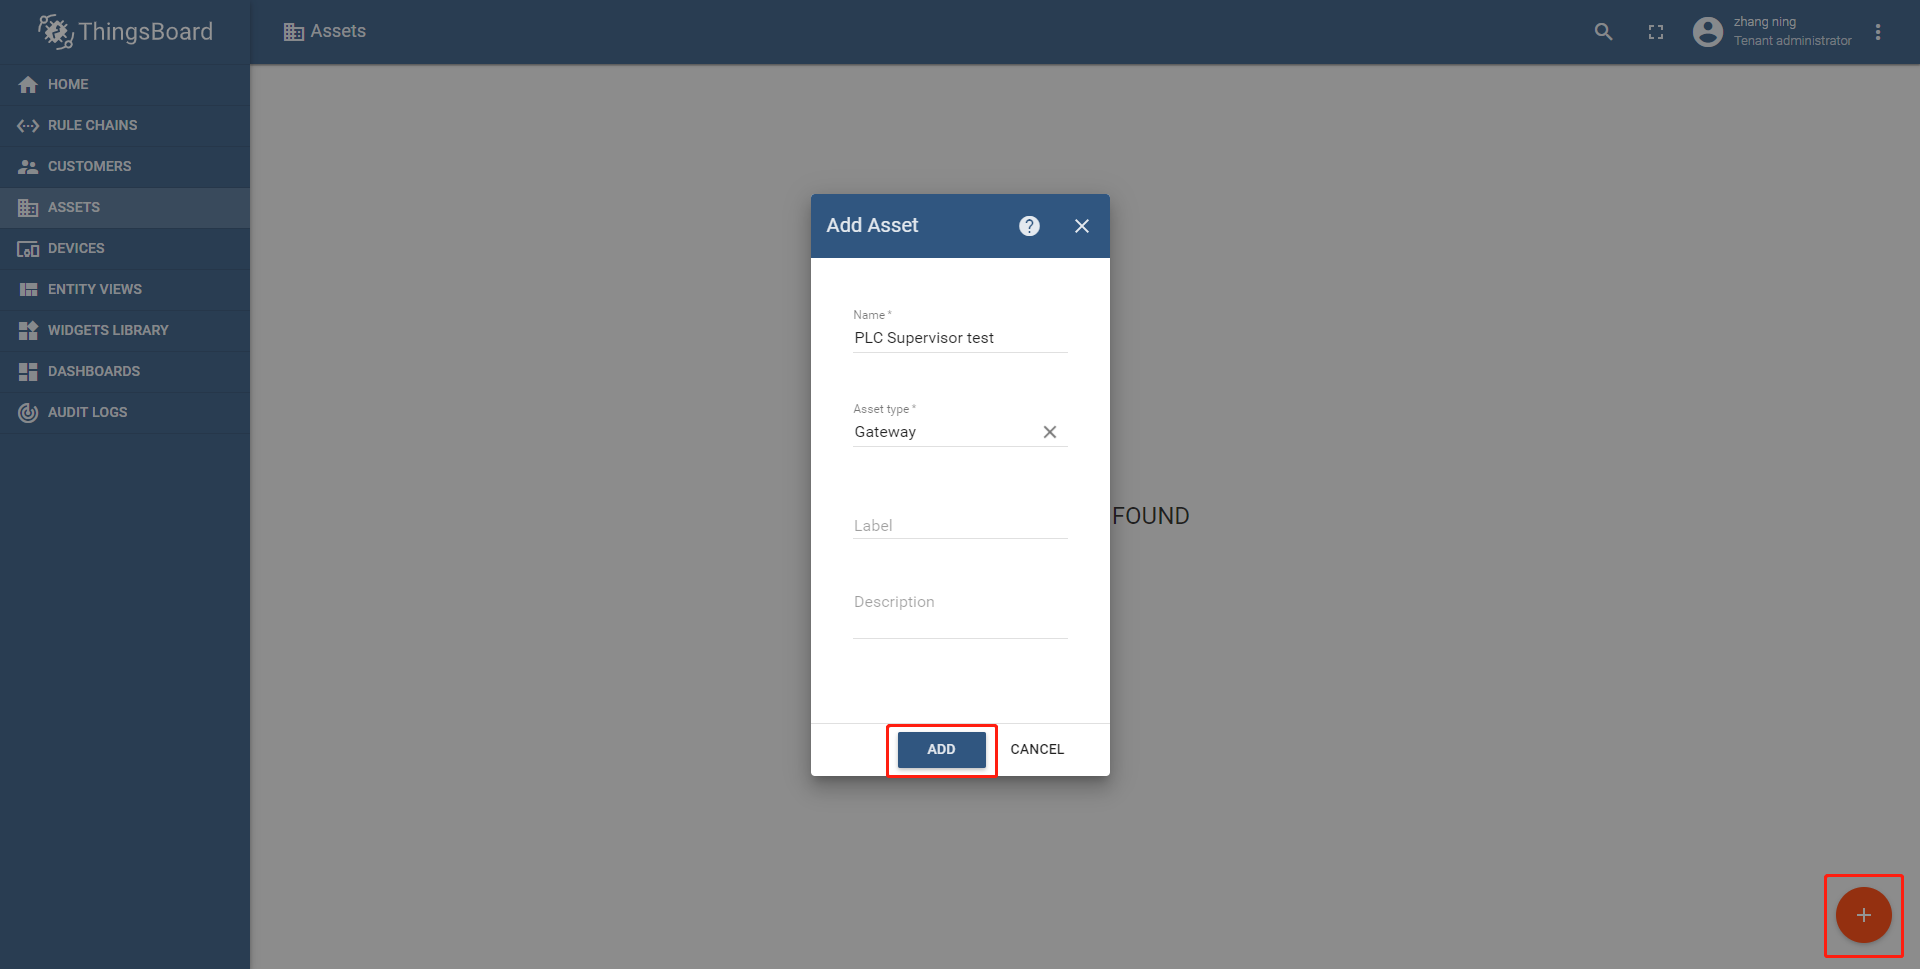 ThingsBoard
Assets
zhang ning
Tenant administrator
HOME
RULE CHAINS
CUSTOMERS
ASSETS
DEVICES
ENTITY VIEWS
WIDGETS LIBRARY
DASHBOARDS
AUDIT LOGS
Add Asset
?
Name *
PLC Supervisor test
Asset type *
Gateway
FOUND
Label
Description
ADD
CANCEL
+